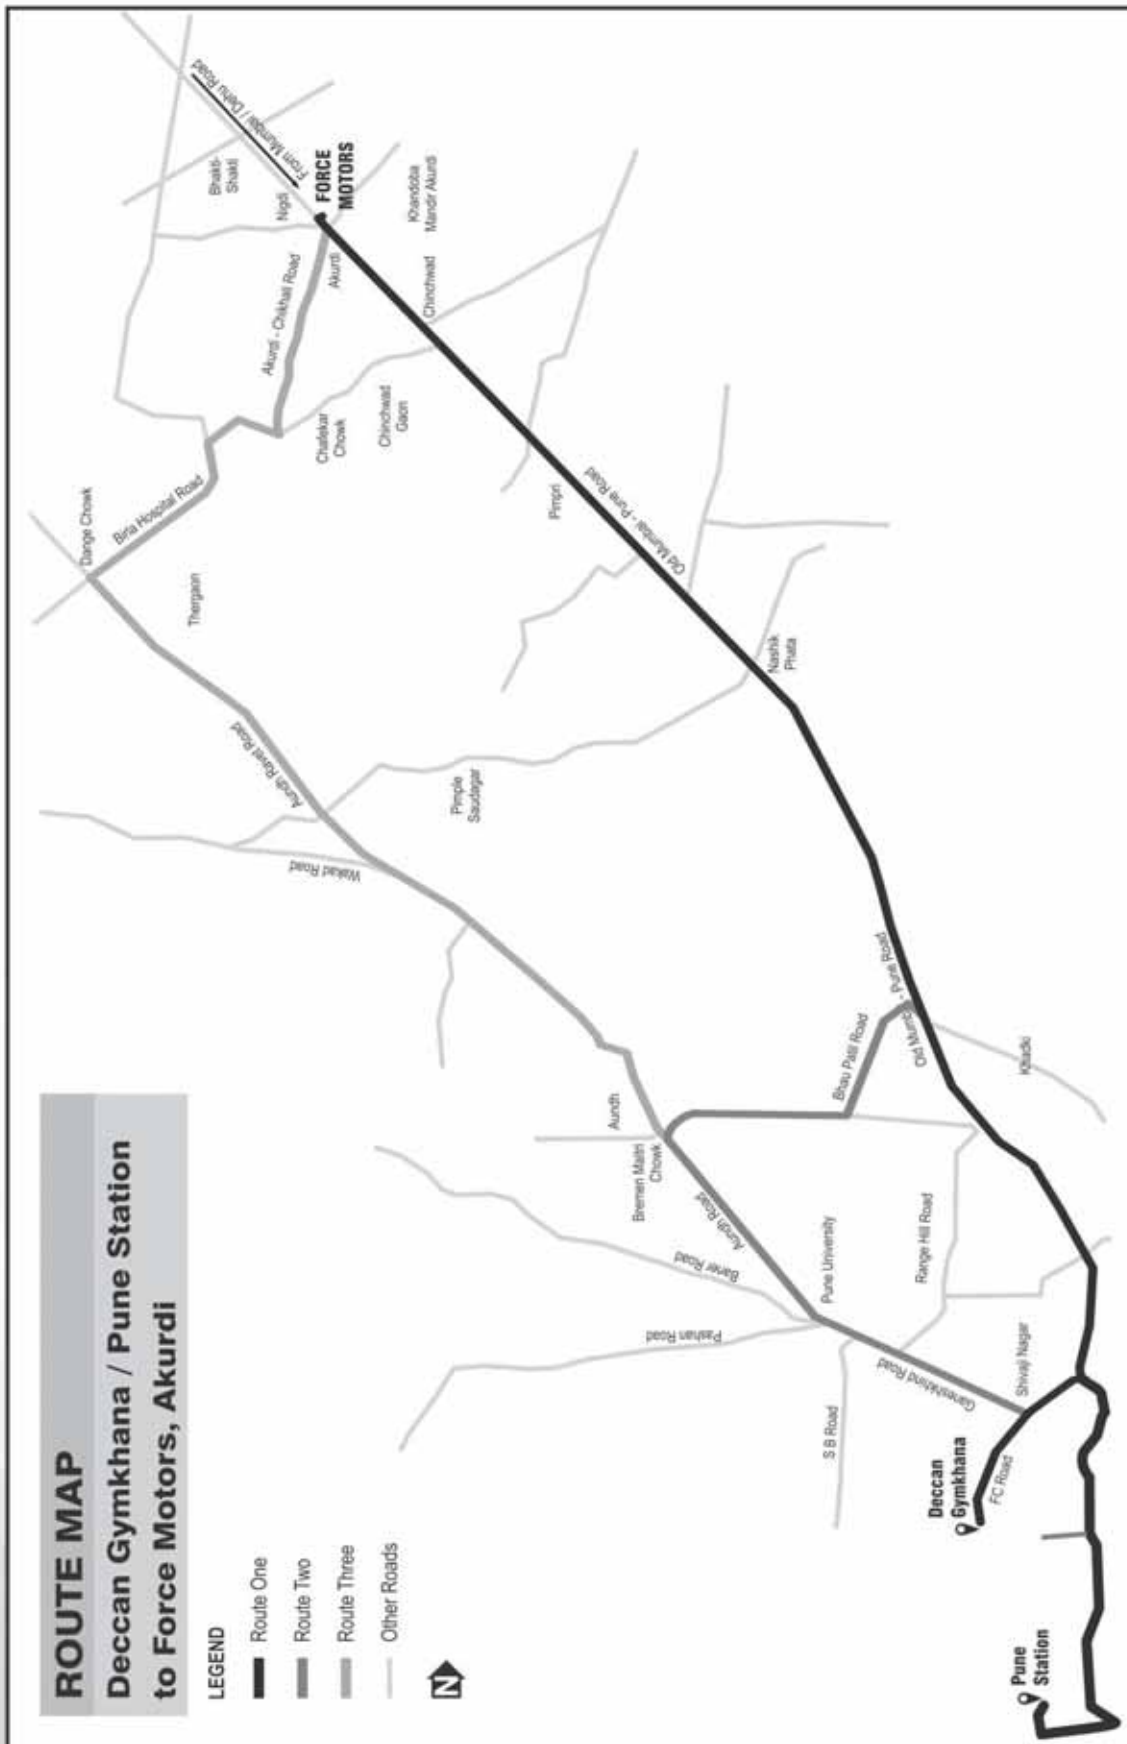 ROUTE MAP
Deccan Gymkhana / Pune Station
to Force Motors, Akurdi
LEGEND
Route One
Route Two
Route Three
Other Roads
N
From Mumbai / Dehu Road
Bhakti-
Shakti
Nigdi
FORCE
MOTORS
Khandoba
Mandir Akurdi
Akurdi - Chikhali Road
Akurdi
Chinchwad
Chafekar
Chowk
Chinchwad
Gaon
Dange Chowk
Birla Hospital Road
Thergaon
Pimpri
Old Mumbai - Pune Road
Nashik
Phata
Aundh Ravet Road
Pimple
Saudagar
Wakad Road
Old Mumbai - Pune Road
Bhau Patil Road
Khadki
Aundh
Bremen Maitri
Chowk
Aundh Road
Baner Road
Pashan Road
Pune University
Range Hill Road
Ganeshkhind Road
Shivaji Nagar
S B Road
Deccan
Gymkhana
FC Road
Pune
Station